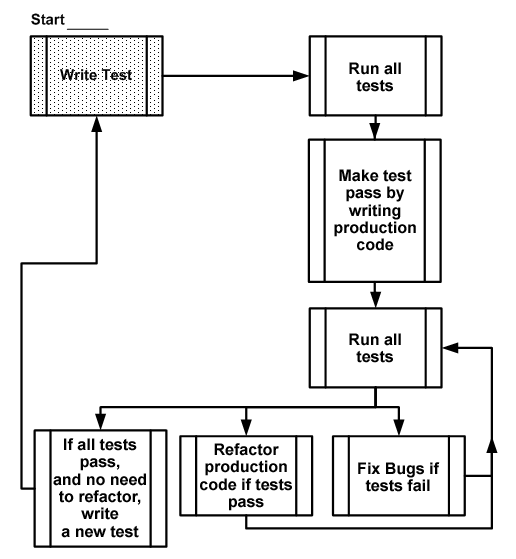 Start
Write Test
Run all
tests
Make test
pass by
writing
production
code
Run all
tests
If all tests
pass,
and no need
to refactor,
write
a new test
Refactor
production
code if tests
pass
Fix Bugs if
tests fail